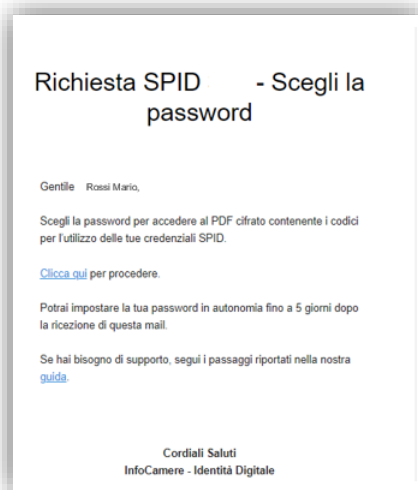 Richiesta SPID - Scegli la
password
Gentile Rossi Mario,
Scegli la password per accedere al PDF cifrato contenente i codici
per l'utilizzo delle tue credenziali SPID.
Clicca qui per procedere.
Potrai impostare la tua password in autonomia fino a 5 giorni dopo
la ricezione di questa mail.
Se hai bisogno di supporto, segui i passaggi riportati nella nostra
guida.
Cordiali Saluti
InfoCamere - Identità Digitale